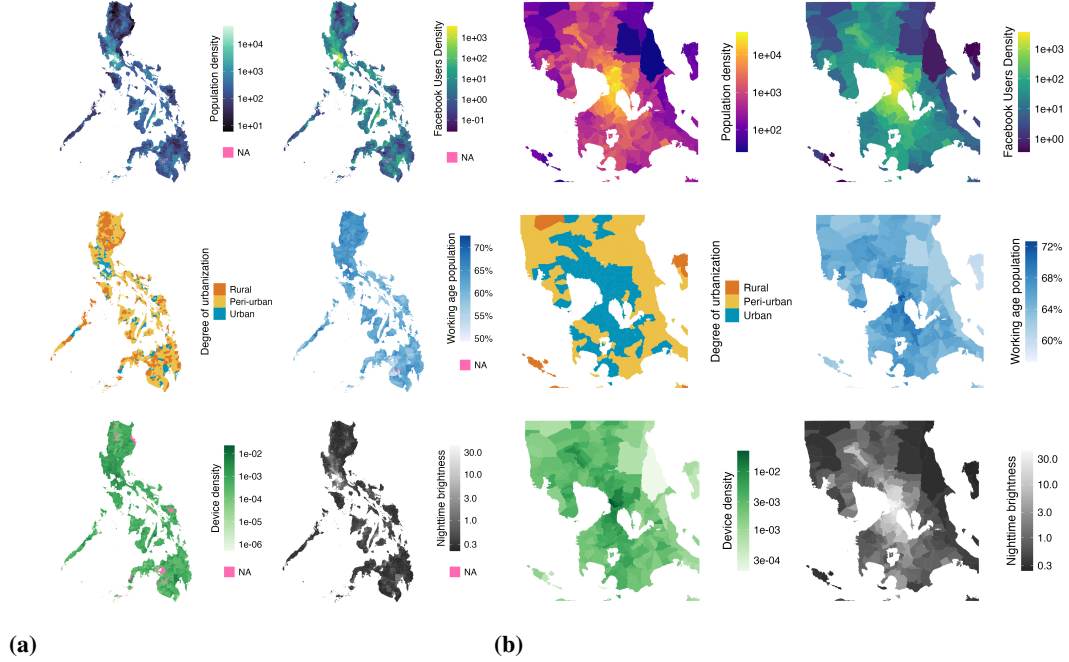 Population density
1e+04
1e+03
1e+02
1e+01
NA
Facebook Users Density
1e+03
1e+02
1e+01
1e+00
1e-01
NA
Population density
1e+04
1e+03
1e+02
Facebook Users Density
1e+03
1e+02
1e+01
1e+00
Degree of urbanization
Rural
Peri-urban
Urban
Working age population
70%
65%
60%
55%
50%
NA
Degree of urbanization
Rural
Peri-urban
Urban
Working age population
72%
68%
64%
60%
Device density
1e-02
1e-03
1e-04
1e-05
1e-06
NA
Nighttime brightness
30.0
10.0
3.0
1.0
0.3
NA
Device density
1e-02
3e-03
1e-03
3e-04
Nighttime brightness
30.0
10.0
3.0
1.0
0.3
(a)
(b)